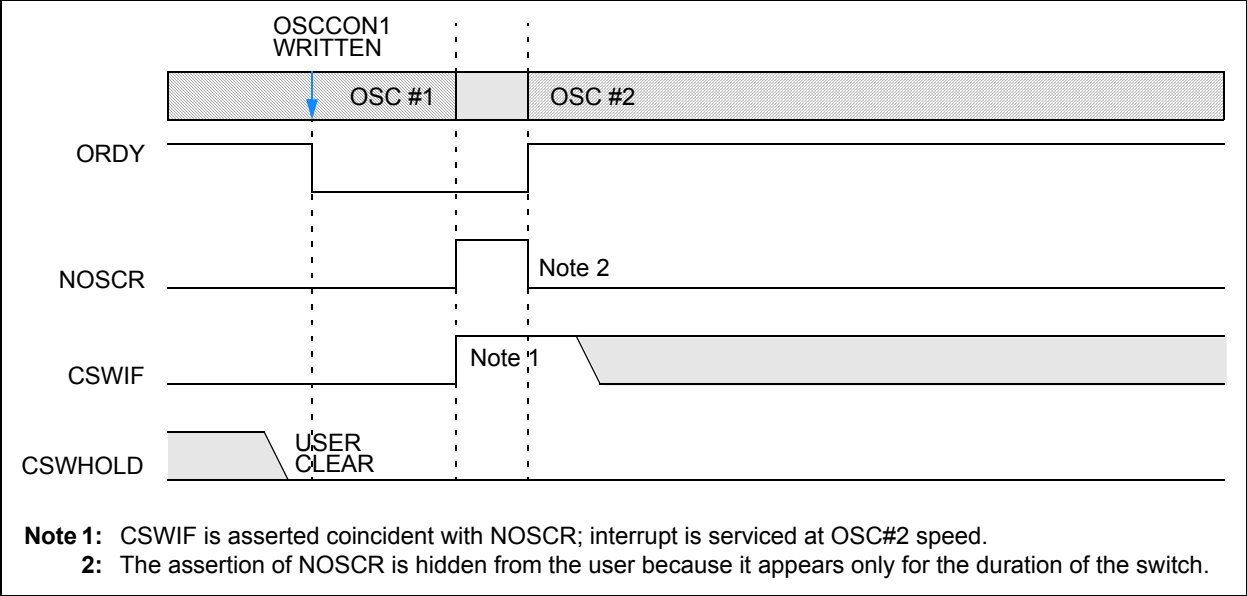 OSCCON1
WRITTEN
OSC #1
OSC #2
ORDY
NOSCR
Note 2
CSWIF
Note 1
CSWHOLD
USER
CLEAR
Note 1: CSWIF is asserted coincident with NOSCR; interrupt is serviced at OSC#2 speed.
2: The assertion of NOSCR is hidden from the user because it appears only for the duration of the switch.